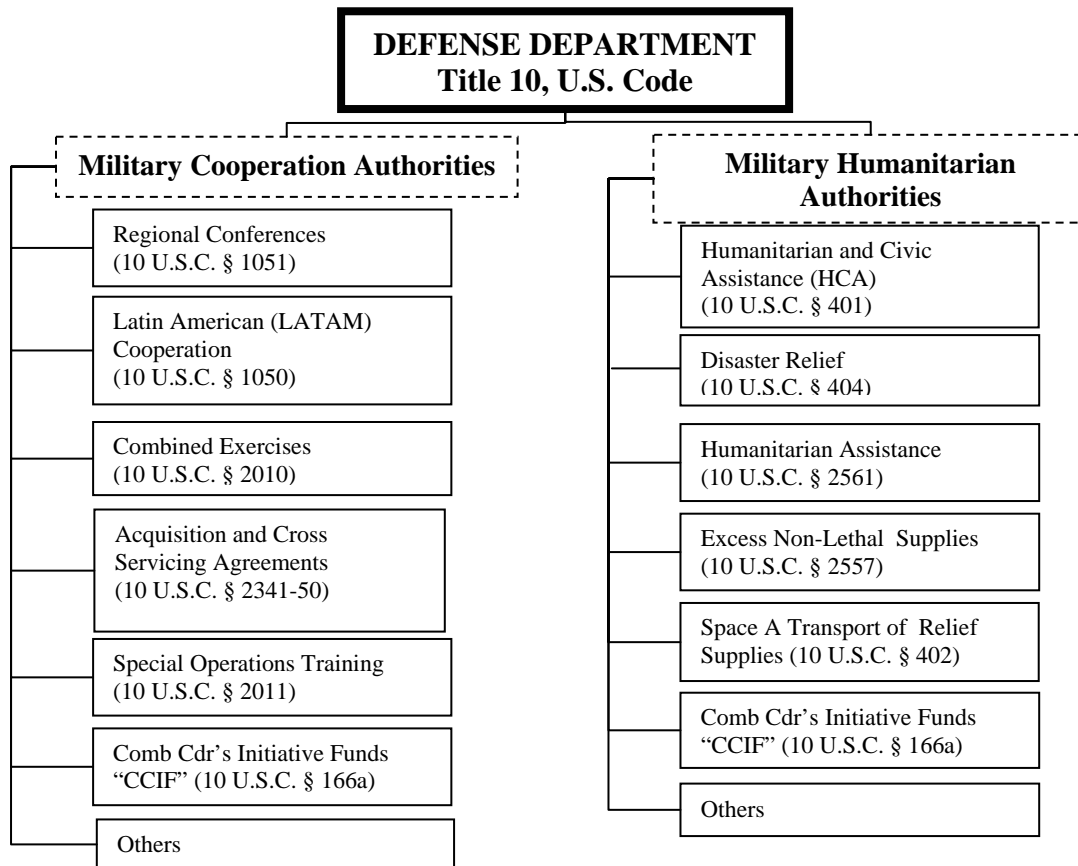 DEFENSE DEPARTMENT
Title 10, U.S. Code
Military Cooperation Authorities
Regional Conferences
(10 U.S.C. § 1051)
Latin American (LATAM)
Cooperation
(10 U.S.C. § 1050)
Combined Exercises
(10 U.S.C. § 2010)
Acquisition and Cross
Servicing Agreements
(10 U.S.C. § 2341-50)
Special Operations Training
(10 U.S.C. § 2011)
Comb Cdr’s Initiative Funds
“CCIF” (10 U.S.C. § 166a)
Others
Military Humanitarian
Authorities
Humanitarian and Civic
Assistance (HCA)
(10 U.S.C. § 401)
Disaster Relief
(10 U.S.C. § 404)
Humanitarian Assistance
(10 U.S.C. § 2561)
Excess Non-Lethal Supplies
(10 U.S.C. § 2557)
Space A Transport of Relief
Supplies (10 U.S.C. § 402)
Comb Cdr’s Initiative Funds
“CCIF” (10 U.S.C. § 166a)
Others